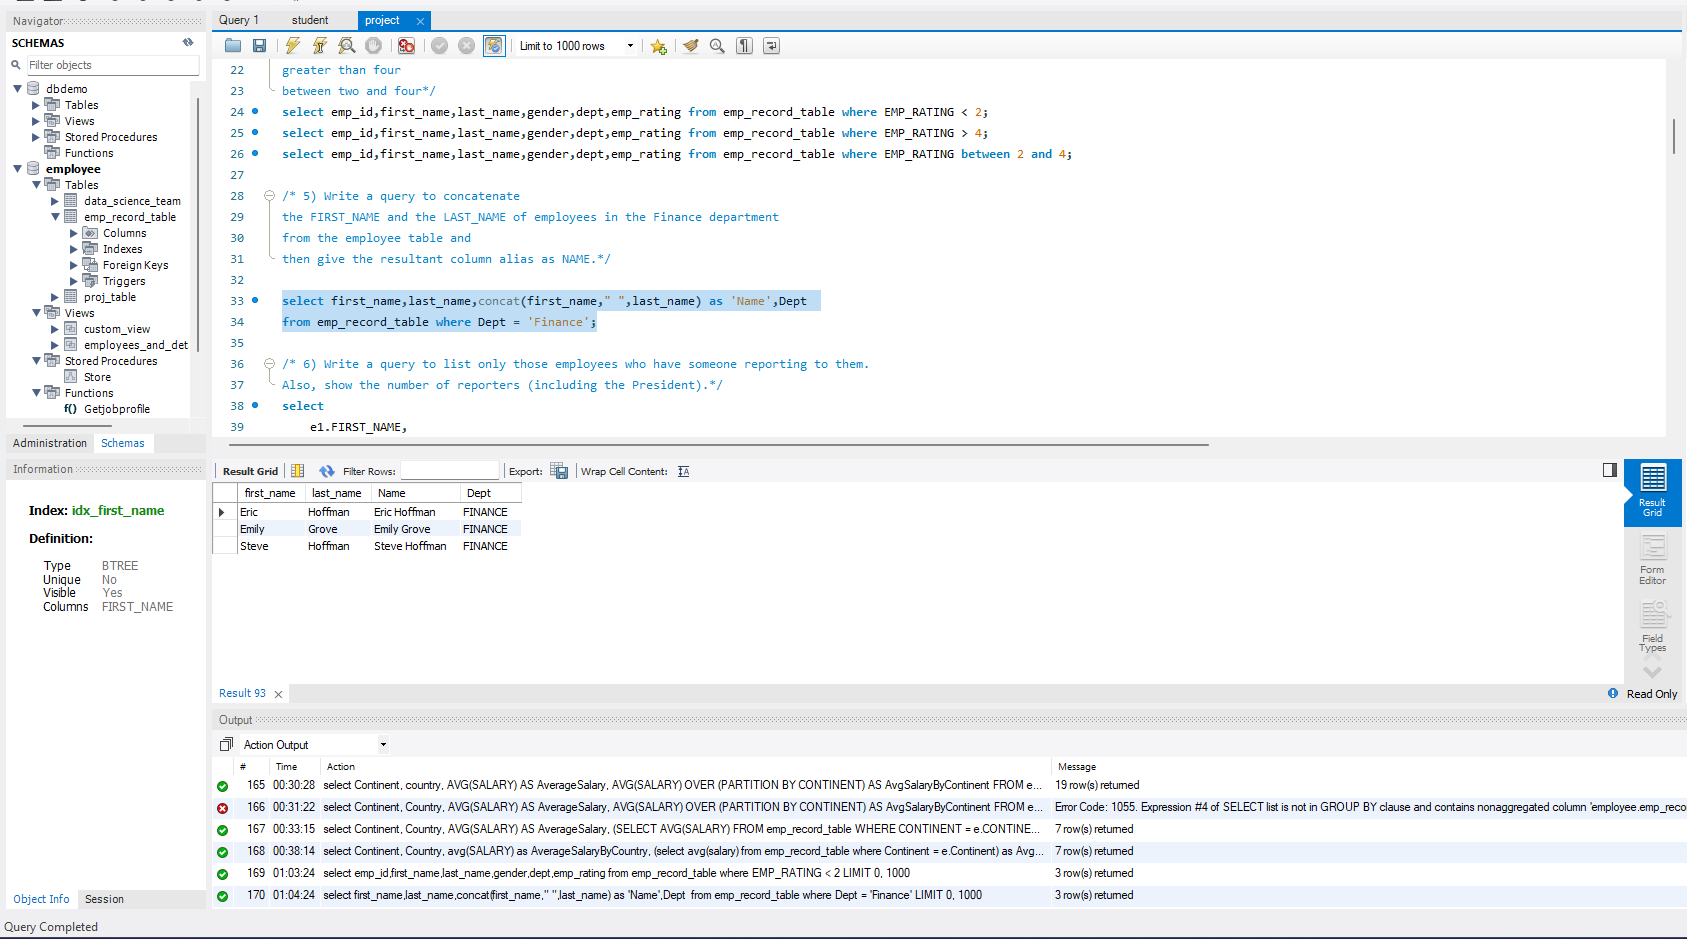 Navigator
SCHEMAS
Filter objects
dbdemo
Tables
Views
Stored Procedures
Functions
employee
Tables
data_science_team
emp_record_table
Columns
Indexes
Foreign Keys
Triggers
proj_table
Views
custom_view
employees_and_det
Stored Procedures
Store
Functions
f() Getjobprofile
Administration Schemas
Information
Index: idx_first_name
Definition:
Type BTREE
Unique No
Visible Yes
Columns FIRST_NAME
Object Info Session
Query Completed
Query 1 student project
Limit to 1000 rows
22 greater than four
23 between two and four*/
24 select emp_id,first_name,last_name,gender,dept,emp_rating from emp_record_table where EMP_RATING < 2;
25 select emp_id,first_name,last_name,gender,dept,emp_rating from emp_record_table where EMP_RATING > 4;
26 select emp_id,first_name,last_name,gender,dept,emp_rating from emp_record_table where EMP_RATING between 2 and 4;
27
28 /* 5) Write a query to concatenate
29 the FIRST_NAME and the LAST_NAME of employees in the Finance department
30 from the employee table and
31 then give the resultant column alias as NAME.*/
32
33 select first_name,last_name,concat(first_name," ",last_name) as 'Name',Dept
34 from emp_record_table where Dept = 'Finance';
35
36 /* 6) Write a query to list only those employees who have someone reporting to them.
37 Also, show the number of reporters (including the President).*/
38 select
39 e1.FIRST_NAME,
Result Grid Filter Rows: Export: Wrap Cell Content:
first_name last_name Name Dept
Eric Hoffman Eric Hoffman FINANCE
Emily Grove Emily Grove FINANCE
Steve Hoffman Steve Hoffman FINANCE
Result Grid
Form Editor
Field Types
Result 93
Read Only
Output
Action Output
# Time Action Message
165 00:30:28 select Continent, country, AVG(SALARY) AS AverageSalary, AVG(SALARY) OVER (PARTITION BY CONTINENT) AS AvgSalaryByContinent FROM e... 19 row(s) returned
166 00:31:22 select Continent, country, AVG(SALARY) AS AverageSalary, AVG(SALARY) OVER (PARTITION BY CONTINENT) AS AvgSalaryByContinent FROM e... Error Code: 1055. Expression #4 of SELECT list is not in GROUP BY clause and contains nonaggregated column 'employee.emp_reco
167 00:33:15 select Continent, Country, AVG(SALARY) AS AverageSalary, (SELECT AVG(SALARY) FROM emp_record_table WHERE CONTINENT = e.CONTINE... 7 row(s) returned
168 00:38:14 select Continent, Country, avg(SALARY) as AverageSalaryByCountry, (select avg(salary) from emp_record_table where Continent = e.Continent) as Avg... 7 row(s) returned
169 01:03:24 select emp_id,first_name,last_name,gender,dept,emp_rating from emp_record_table where EMP_RATING < 2 LIMIT 0, 1000 3 row(s) returned
170 01:04:24 select first_name,last_name,concat(first_name," ",last_name) as 'Name',Dept from emp_record_table where Dept = 'Finance' LIMIT 0, 1000 3 row(s) returned